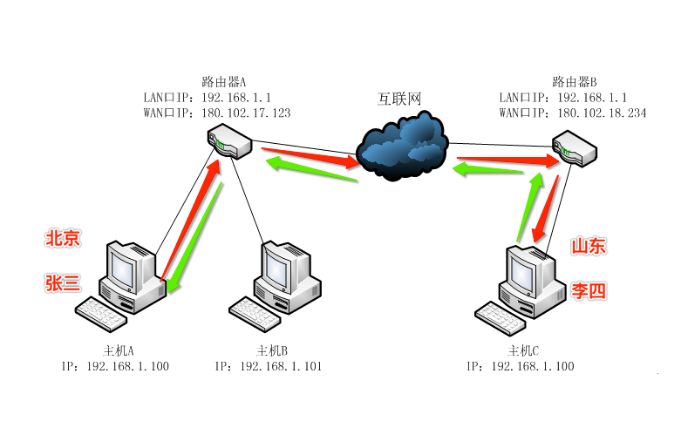 路由器A
LAN口IP: 192.168.1.1
WAN口IP: 180.102.17.123
互联网
路由器B
LAN口IP: 192.168.1.1
WAN口IP: 180.102.18.234
北京
张三
山东
李四
主机A
IP: 192.168.1.100
主机B
IP: 192.168.1.101
主机C
IP: 192.168.1.100